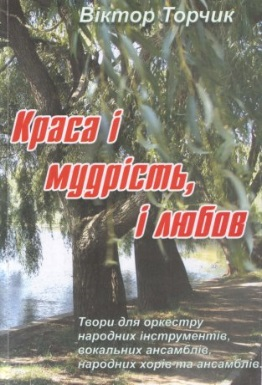 Віктор Торчик
Краса і
мудрість,
і любов
Твори для оркестру
народних інструментів,
вокальних ансамблів,
народних хорів та ансамблів.